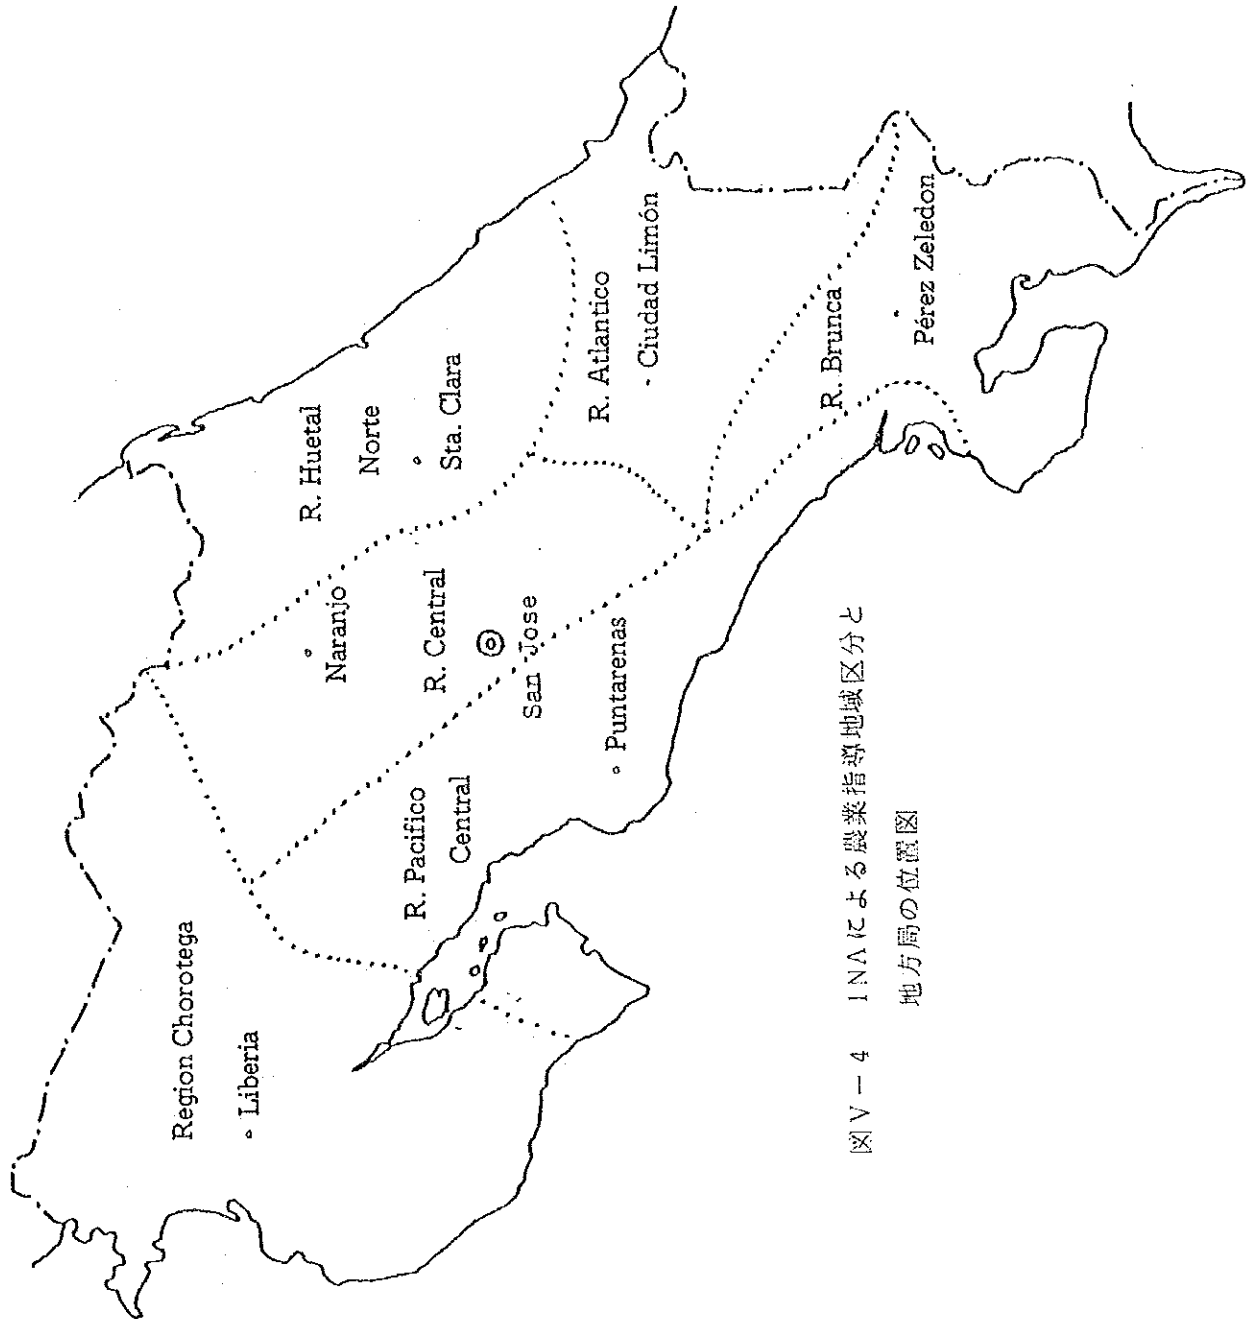 Region Chorotega
Liberia
R. Pacifico
Central
Puntarenas
Naranjo
R. Central
San Jose
R. Huetal
Norte
Sta. Clara
R. Atlantico
Ciudad Limón
R. Brunca
Pérez Zeledon
図V－4 INAによる農業指導地域区分と
地方局の位置図